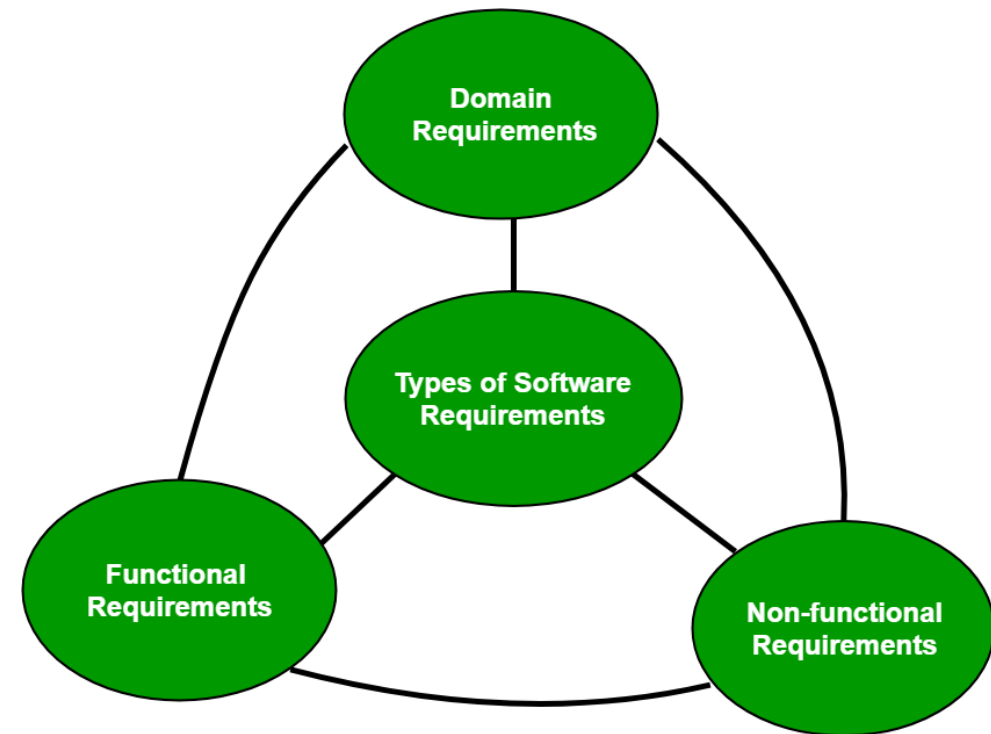 Domain
Requirements
Types of Software
Requirements
Functional
Requirements
Non-functional
Requirements